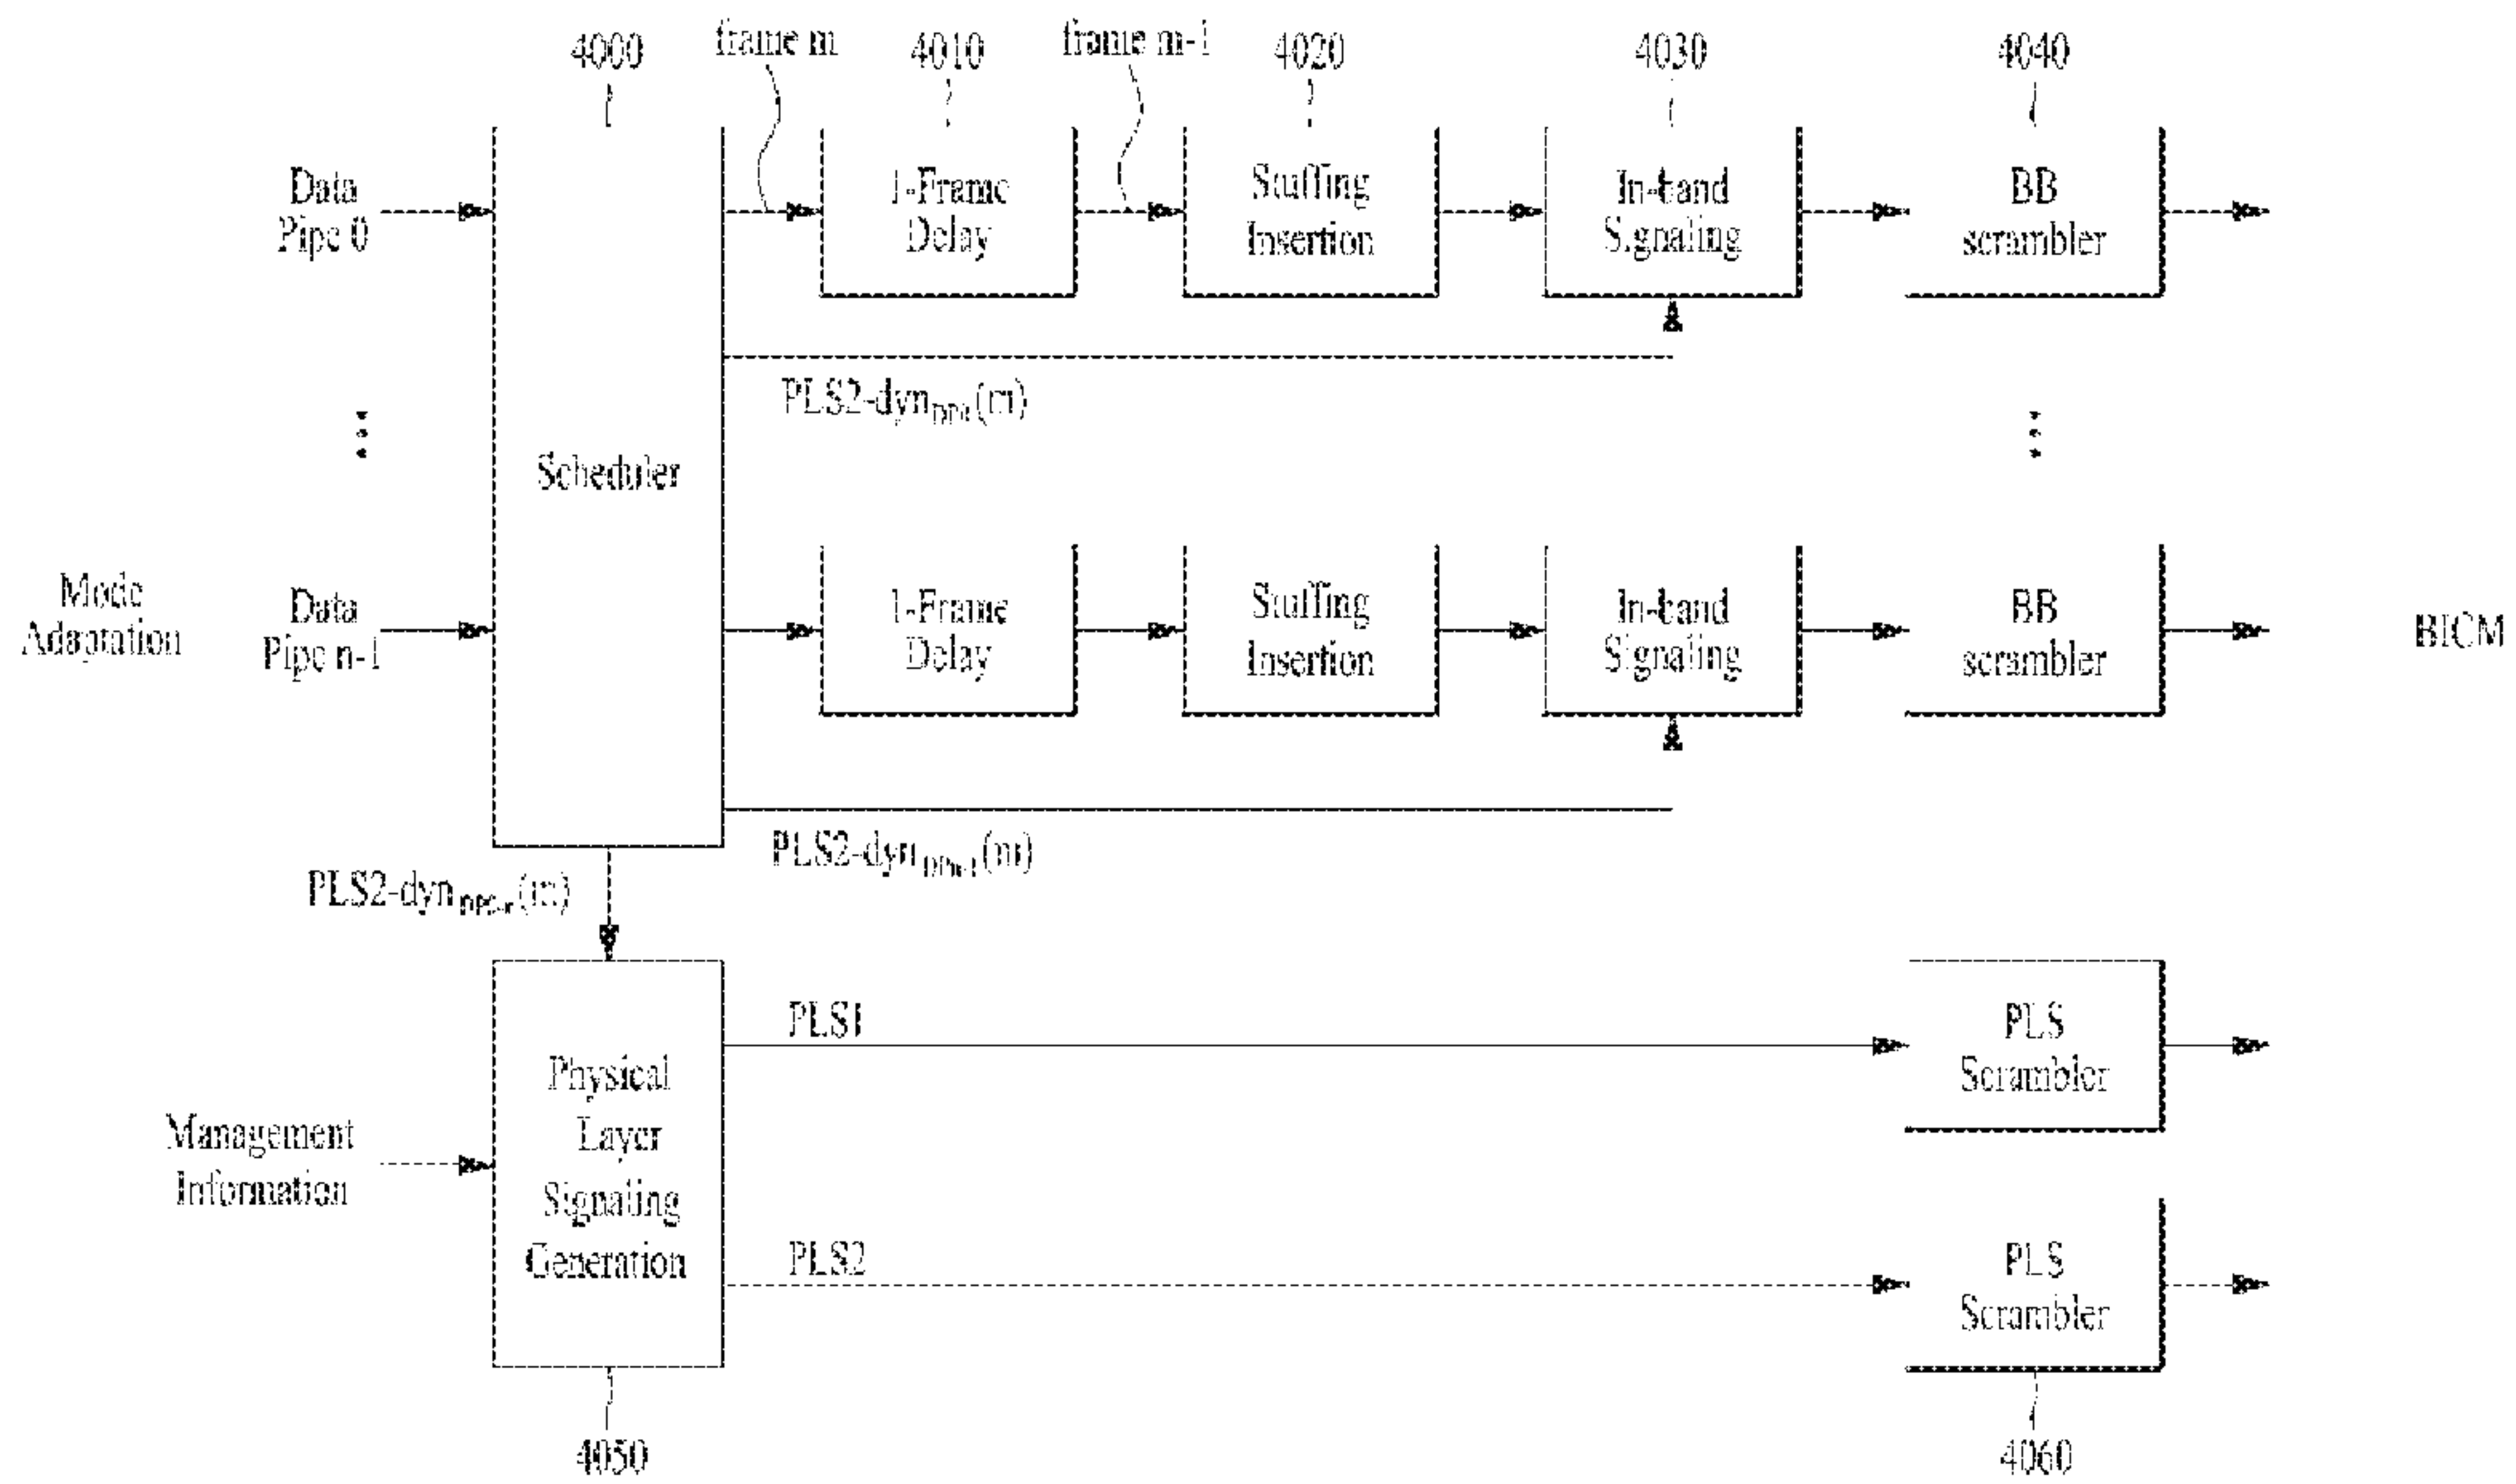 4000
frame m
4010
frame m-1
4020
4030
4040
Data
Pipe 0
1-Frame
Delay
Stuffing
Insertion
In-band
Signaling
BB
scrambler
PLS2-dyn (m)
Scheduler
Mode
Adaptation
Data
Pipe n-1
1-Frame
Delay
Stuffing
Insertion
In-band
Signaling
BB
scrambler
BICM
PLS2-dyn (m)
PLS2-dyn (m)
Physical
Layer
Signaling
Generation
PLS1
PLS
Scrambler
Management
Information
PLS2
PLS
Scrambler
4050
4060